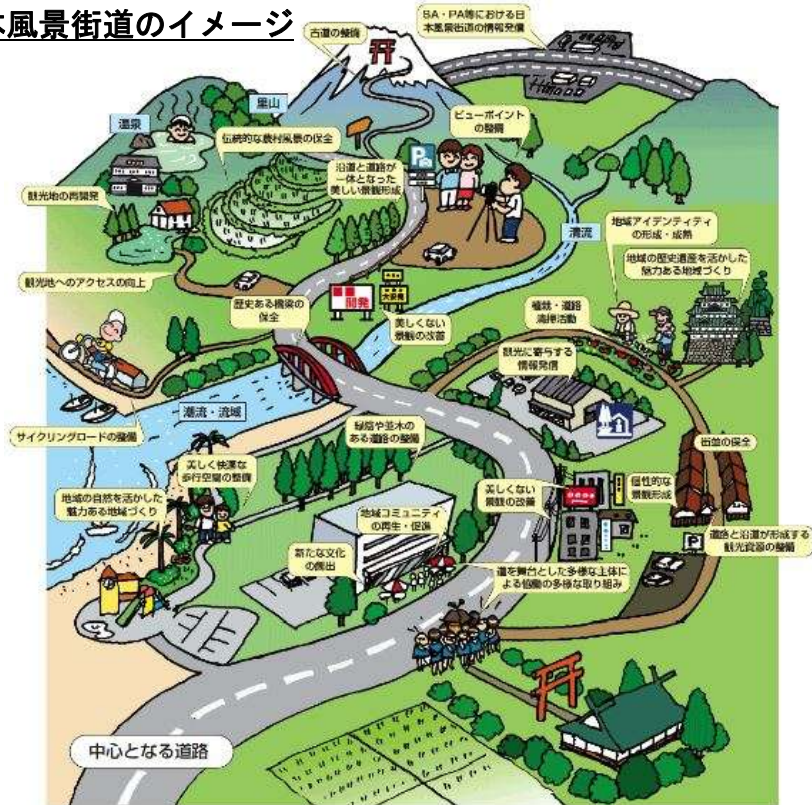 本風景街道のイメージ
古道の整備
SA・PA等における日
本風景街道の情報発信
里山
温泉
伝統的な農村風景の保全
ビューポイント
の整備
沿道と道路が
一体となった
美しい景観形成
P
観光地の再開発
清流
地域アイデンティティ
の形成・成熟
地域の歴史遺産を活かした
魅力ある地域づくり
観光地へのアクセスの向上
歴史ある橋梁の
保全
開発
大安売
美しくない
景観の改善
植栽・道路
清掃活動
観光に寄与する
情報発信
潮流・流域
サイクリングロードの整備
緑陰や並木の
ある道路の整備
街並の保全
美しく快適な
歩行空間の整備
地域の自然を活かした
魅力ある地域づくり
美しくない
景観の改善
個性的な
景観形成
地域コミュニティ
の再生・促進
道路と沿道が形成する
観光資源の整備
P
新たな文化
の創出
道を舞台とした多様な主体に
よる協働の多様な取り組み
中心となる道路